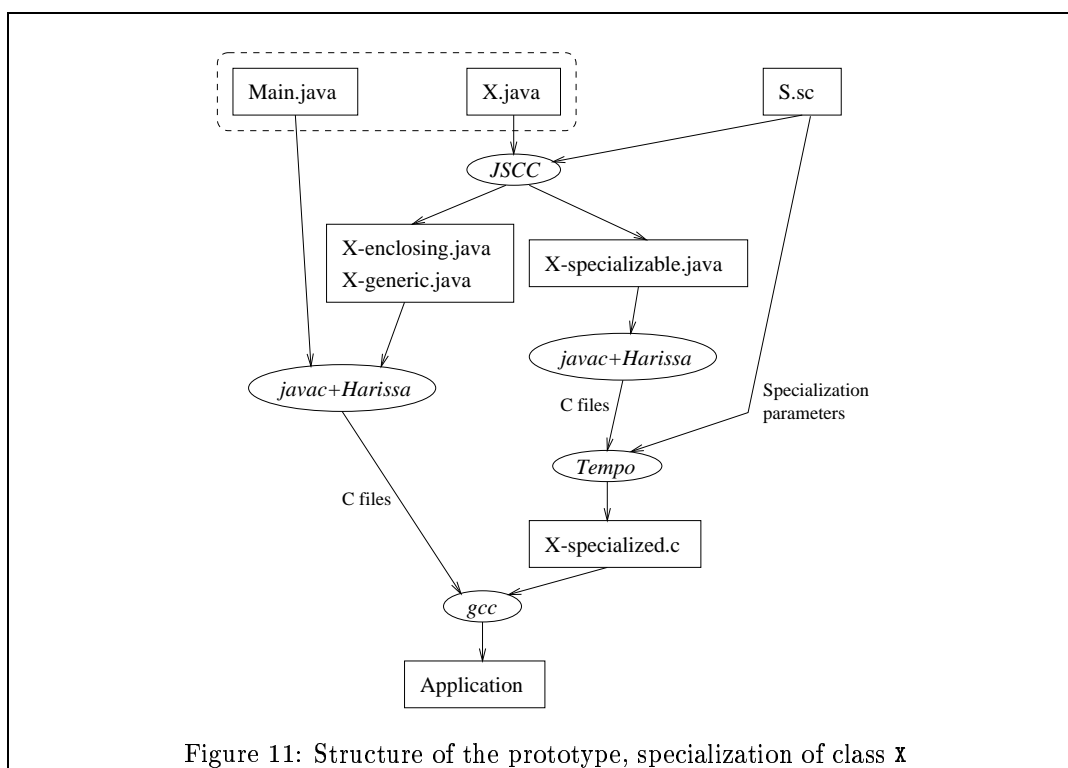 Main.java
X.java
S.sc
JSCC
X-enclosing.java
X-generic.java
X-specializable.java
javac+Harissa
javac+Harissa
C files
Specialization
parameters
Tempo
C files
X-specialized.c
gcc
Application
Figure 11: Structure of the prototype, specialization of class X